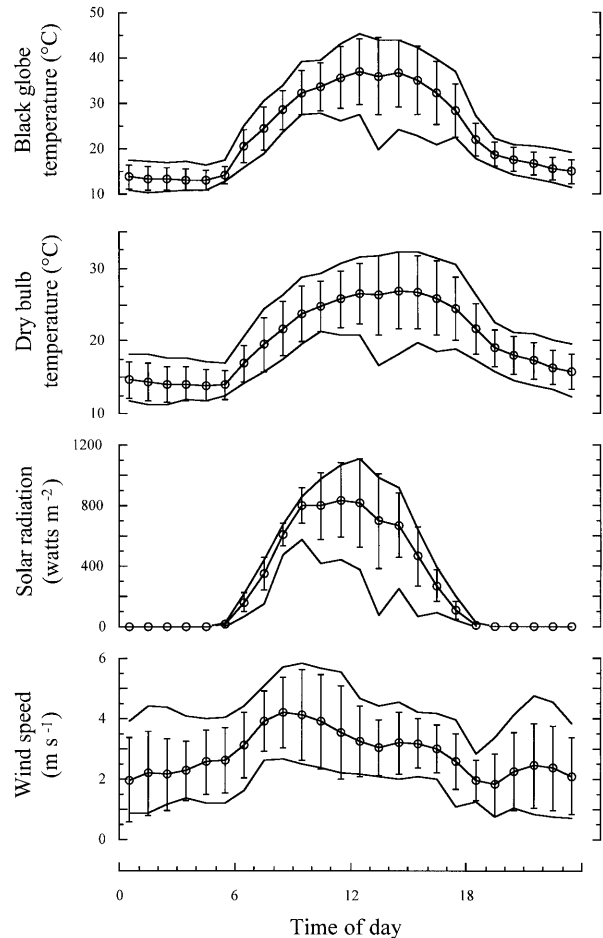 Black globe
temperature (°C)
50
40
30
20
10
Dry bulb
temperature (°C)
30
20
10
Solar radiation
(watts m -2)
1200
800
400
0
Wind speed
(m s -1)
6
4
2
0
0 6 12 18
Time of day